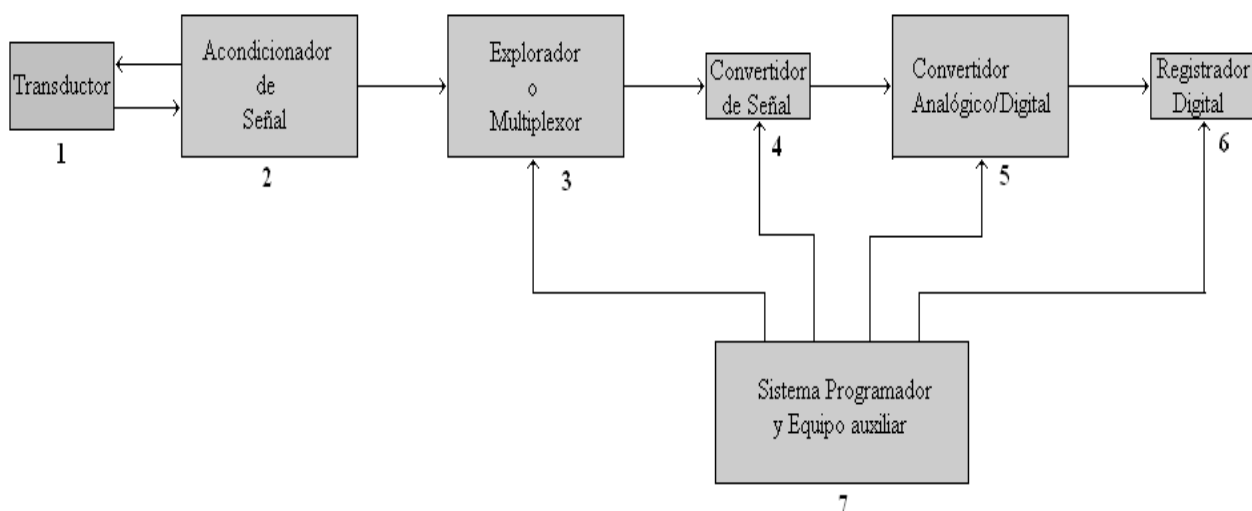 Transductor
1
Acondicionador
de
Señal
2
Explorador
o
Multiplexor
3
Convertidor
de Señal
4
Convertidor
Analógico/Digital
5
Registrador
Digital
6
Sistema Programador
y Equipo auxiliar
7